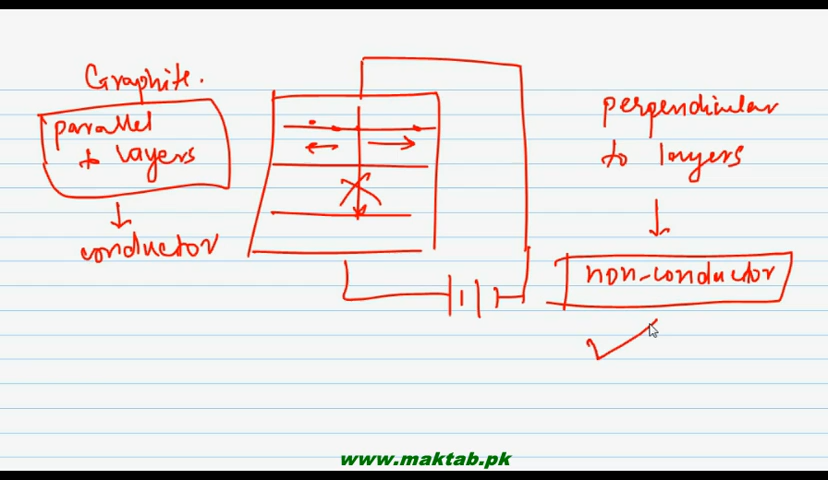 Graphite.
parallel
to layers
conductor
perpendicular
to layers
non-conductor
www.maktab.pk